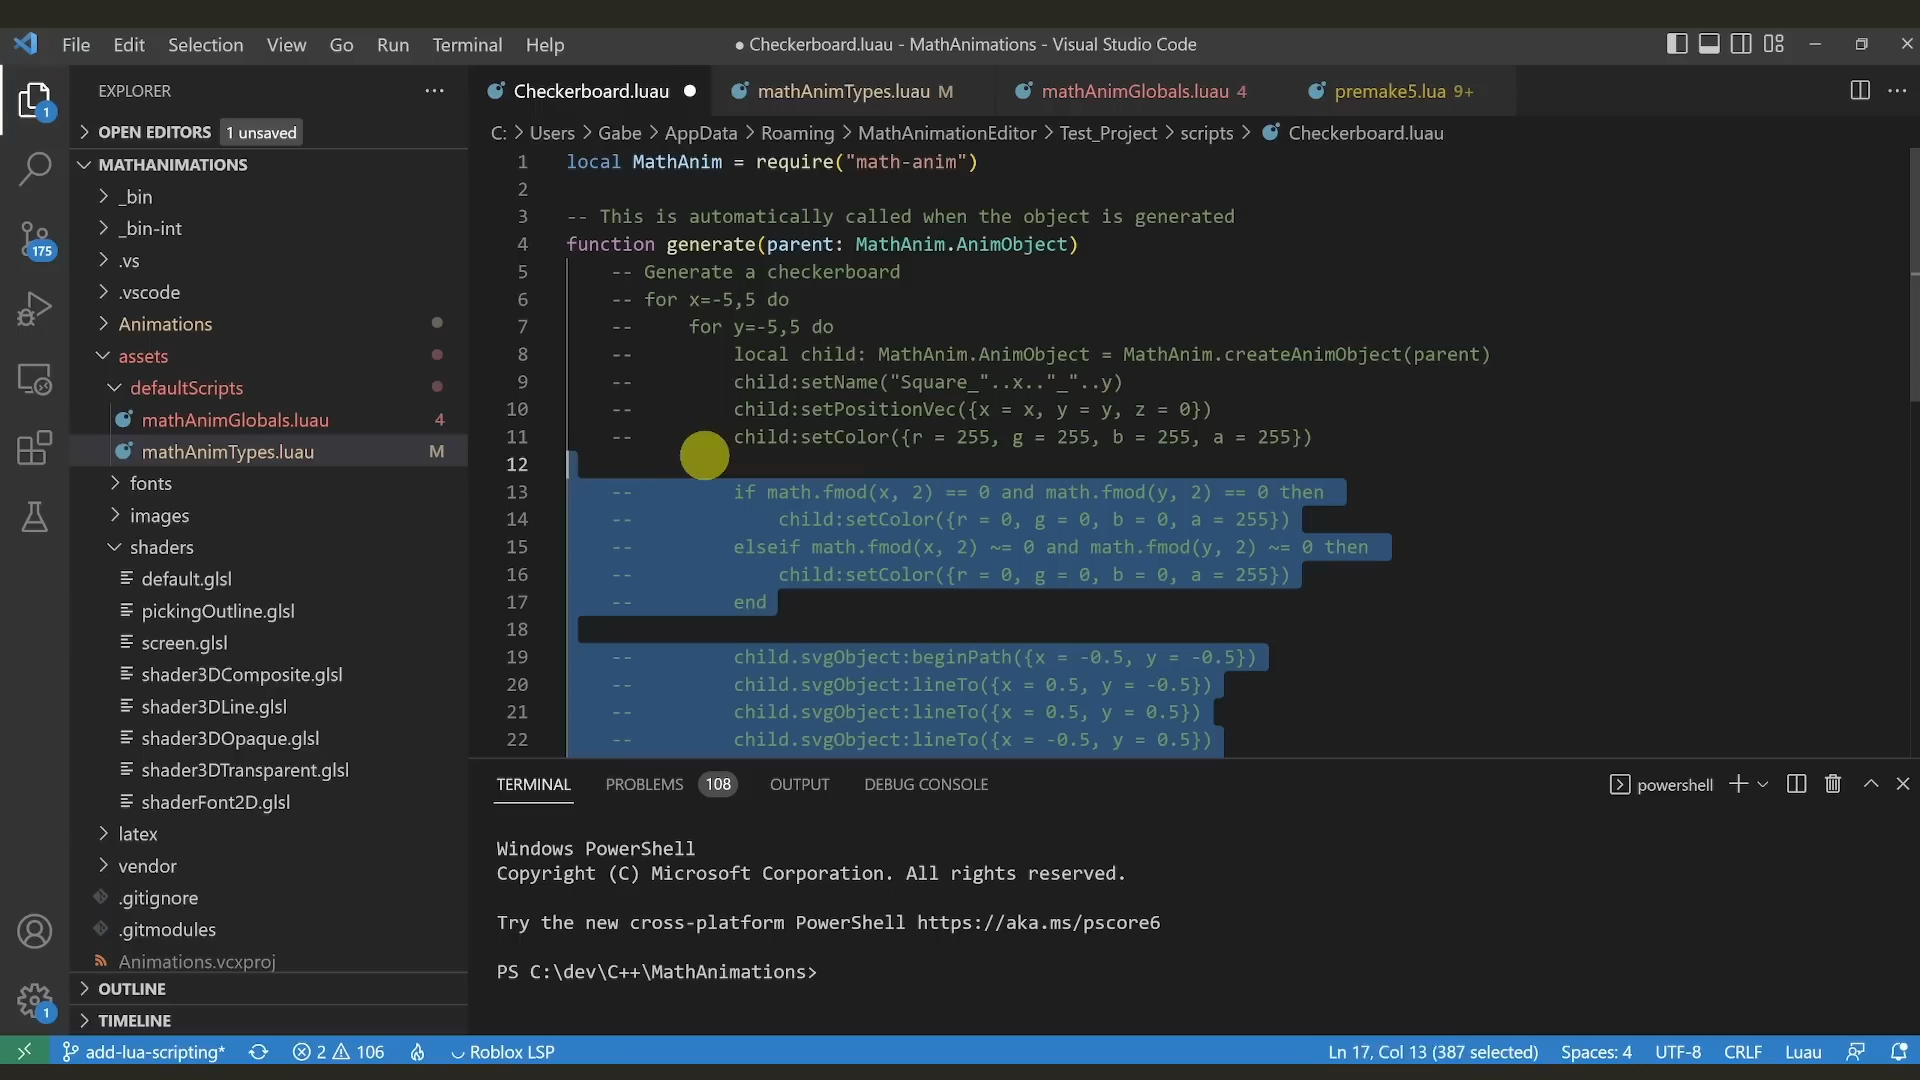 File Edit Selection View Go Run Terminal Help
● Checkerboard.luau - MathAnimations - Visual Studio Code
1
175
1
EXPLORER
OPEN EDITORS 1 unsaved
MATHANIMATIONS
_bin
_bin-int
.vs
.vscode
Animations
assets
defaultScripts
mathAnimGlobals.luau 4
mathAnimTypes.luau M
fonts
images
shaders
default.glsl
pickingOutline.glsl
screen.glsl
shader3DComposite.glsl
shader3DLine.glsl
shader3DOpaque.glsl
shader3DTransparent.glsl
shaderFont2D.glsl
latex
vendor
.gitignore
.gitmodules
Animations.vcxproj
OUTLINE
TIMELINE
Checkerboard.luau ● mathAnimTypes.luau M mathAnimGlobals.luau 4 premake5.lua 9+
C: > Users > Gabe > AppData > Roaming > MathAnimationEditor > Test_Project > scripts > Checkerboard.luau
1 local MathAnim = require("math-anim")
2
3 -- This is automatically called when the object is generated
4 function generate(parent: MathAnim.AnimObject)
5 -- Generate a checkerboard
6 -- for x=-5,5 do
7 -- for y=-5,5 do
8 -- local child: MathAnim.AnimObject = MathAnim.createAnimObject(parent)
9 -- child:setName("Square_"..x.."_"..y)
10 -- child:setPositionVec({x = x, y = y, z = 0})
11 -- child:setColor({r = 255, g = 255, b = 255, a = 255})
12
13 -- if math.fmod(x, 2) == 0 and math.fmod(y, 2) == 0 then
14 -- child:setColor({r = 0, g = 0, b = 0, a = 255})
15 -- elseif math.fmod(x, 2) ~= 0 and math.fmod(y, 2) ~= 0 then
16 -- child:setColor({r = 0, g = 0, b = 0, a = 255})
17 -- end
18
19 -- child.svgObject:beginPath({x = -0.5, y = -0.5})
20 -- child.svgObject:lineTo({x = 0.5, y = -0.5})
21 -- child.svgObject:lineTo({x = 0.5, y = 0.5})
22 -- child.svgObject:lineTo({x = -0.5, y = 0.5})
TERMINAL PROBLEMS 108 OUTPUT DEBUG CONSOLE powershell
Windows PowerShell
Copyright (C) Microsoft Corporation. All rights reserved.
Try the new cross-platform PowerShell https://aka.ms/pscore6
PS C:\dev\C++\MathAnimations>
add-lua-scripting* 2 106 Roblox LSP Ln 17, Col 13 (387 selected) Spaces: 4 UTF-8 CRLF Luau